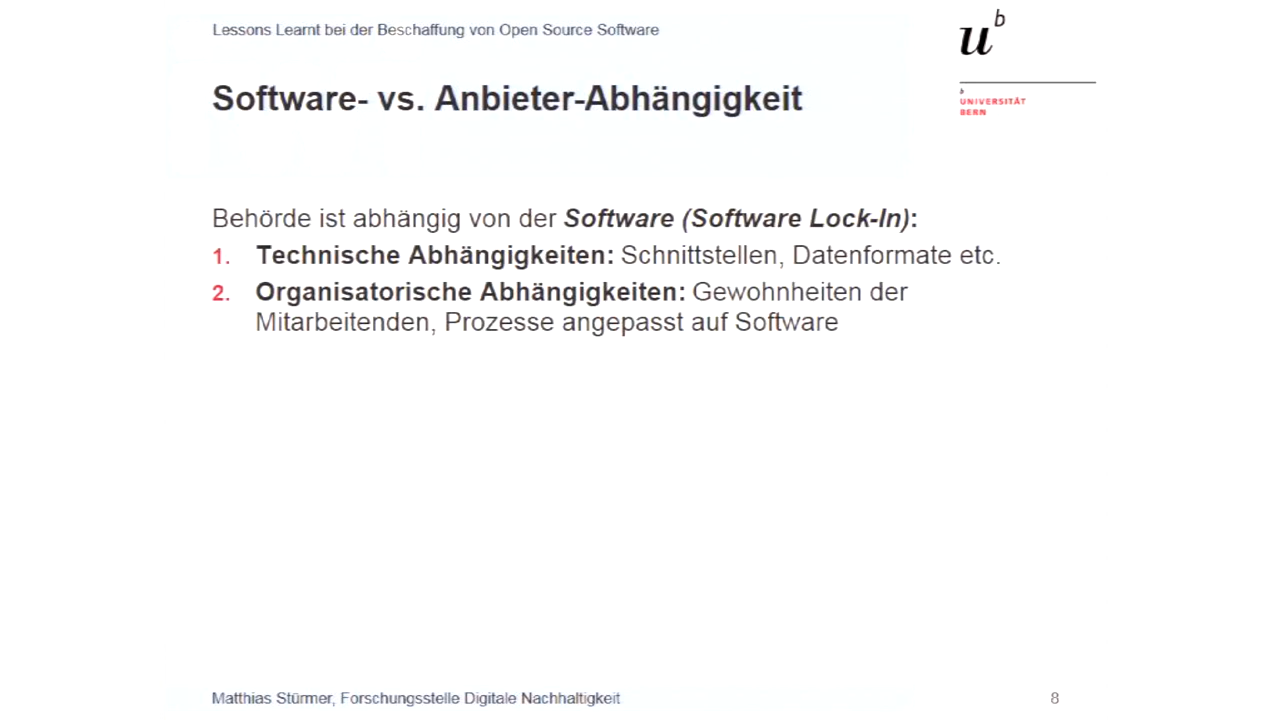 Lessons Learnt bei der Beschaffung von Open Source Software
u b
b
UNIVERSITÄT
BERN
Software- vs. Anbieter-Abhängigkeit
Behörde ist abhängig von der Software (Software Lock-In):
1. Technische Abhängigkeiten: Schnittstellen, Datenformate etc.
2. Organisatorische Abhängigkeiten: Gewohnheiten der
Mitarbeitenden, Prozesse angepasst auf Software
Matthias Stürmer, Forschungsstelle Digitale Nachhaltigkeit
8